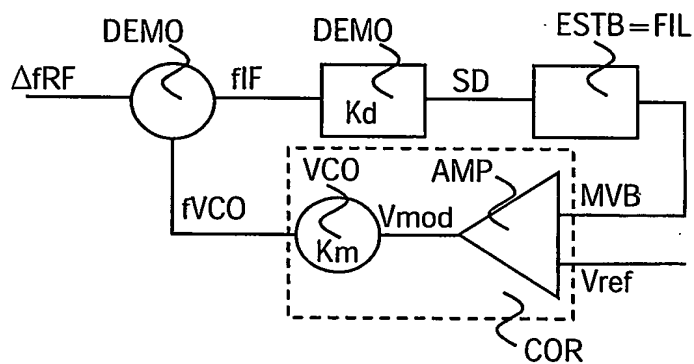 DEMO
DEMO
ESTB=FIL
ΔfRF
fIF
Kd
SD
VCO
AMP
MVB
fVCO
Km
Vmod
Vref
COR